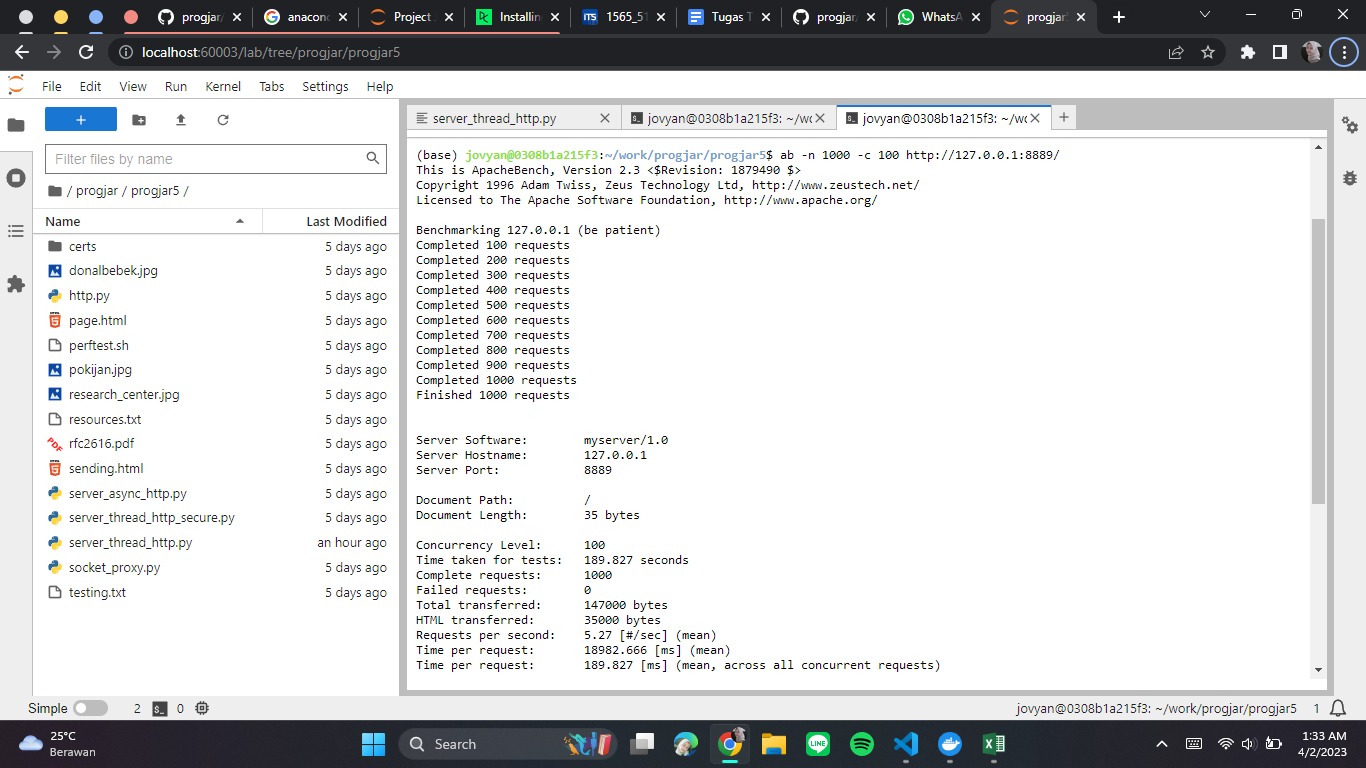 progjar/
anacond
Project
Installin
1565_51
Tugas T
progjar/
WhatsA
progjar
localhost:60003/lab/tree/progjar/progjar5
File Edit View Run Kernel Tabs Settings Help
server_thread_http.py
jovyan@0308b1a215f3: ~/wo
jovyan@0308b1a215f3: ~/wo
Filter files by name
/ progjar / progjar5 /
Name Last Modified
certs 5 days ago
donalbebek.jpg 5 days ago
http.py 5 days ago
page.html 5 days ago
perftest.sh 5 days ago
pokijan.jpg 5 days ago
research_center.jpg 5 days ago
resources.txt 5 days ago
rfc2616.pdf 5 days ago
sending.html 5 days ago
server_async_http.py 5 days ago
server_thread_http_secure.py 5 days ago
server_thread_http.py an hour ago
socket_proxy.py 5 days ago
testing.txt 5 days ago
(base) jovyan@0308b1a215f3:~/work/progjar/progjar5$ ab -n 1000 -c 100 http://127.0.0.1:8889/
This is ApacheBench, Version 2.3 <$Revision: 1879490 $>
Copyright 1996 Adam Twiss, Zeus Technology Ltd, http://www.zeustech.net/
Licensed to The Apache Software Foundation, http://www.apache.org/
Benchmarking 127.0.0.1 (be patient)
Completed 100 requests
Completed 200 requests
Completed 300 requests
Completed 400 requests
Completed 500 requests
Completed 600 requests
Completed 700 requests
Completed 800 requests
Completed 900 requests
Completed 1000 requests
Finished 1000 requests
Server Software: myserver/1.0
Server Hostname: 127.0.0.1
Server Port: 8889
Document Path: /
Document Length: 35 bytes
Concurrency Level: 100
Time taken for tests: 189.827 seconds
Complete requests: 1000
Failed requests: 0
Total transferred: 147000 bytes
HTML transferred: 35000 bytes
Requests per second: 5.27 [#/sec] (mean)
Time per request: 18982.666 [ms] (mean)
Time per request: 189.827 [ms] (mean, across all concurrent requests)
Simple 2 0
jovyan@0308b1a215f3: ~/work/progjar/progjar5 1
25°C
Berawan
Search
1:33 AM
4/2/2023